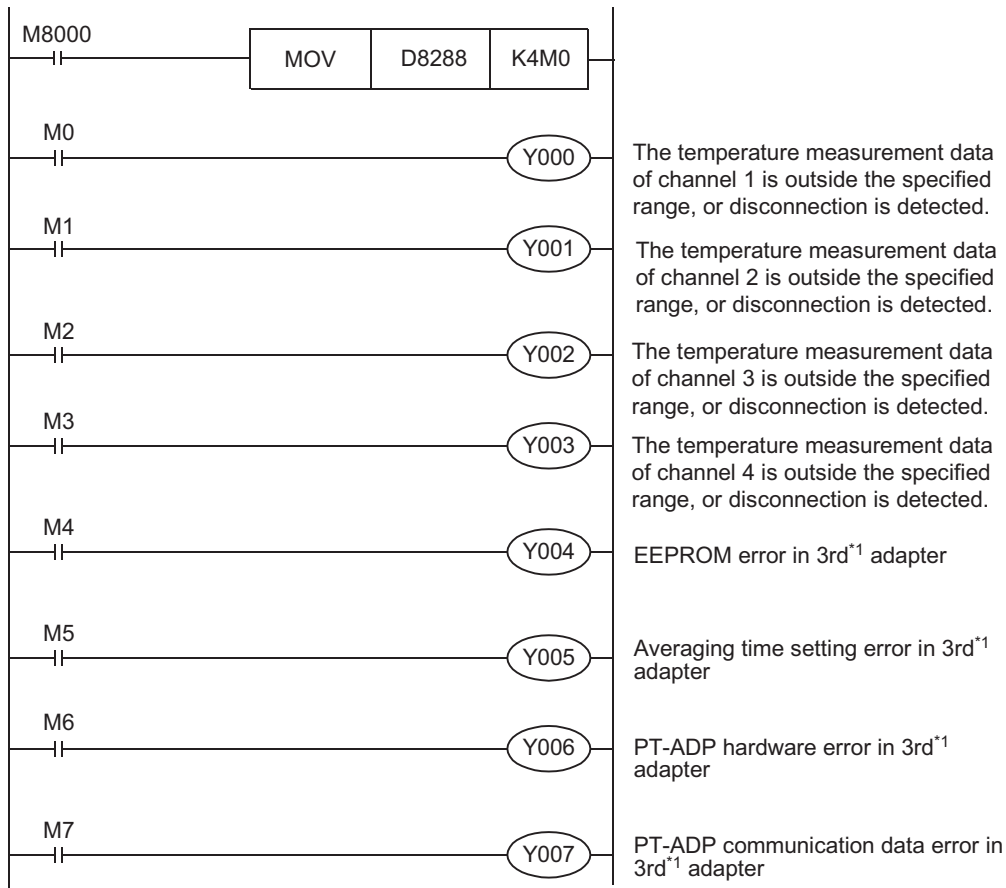 M8000
MOV D8288 K4M0
M0
Y000
The temperature measurement data
of channel 1 is outside the specified
range, or disconnection is detected.
M1
Y001
The temperature measurement data
of channel 2 is outside the specified
range, or disconnection is detected.
M2
Y002
The temperature measurement data
of channel 3 is outside the specified
range, or disconnection is detected.
M3
Y003
The temperature measurement data
of channel 4 is outside the specified
range, or disconnection is detected.
M4
Y004
EEPROM error in 3rd*1 adapter
M5
Y005
Averaging time setting error in 3rd*1
adapter
M6
Y006
PT-ADP hardware error in 3rd*1
adapter
M7
Y007
PT-ADP communication data error in
3rd*1 adapter